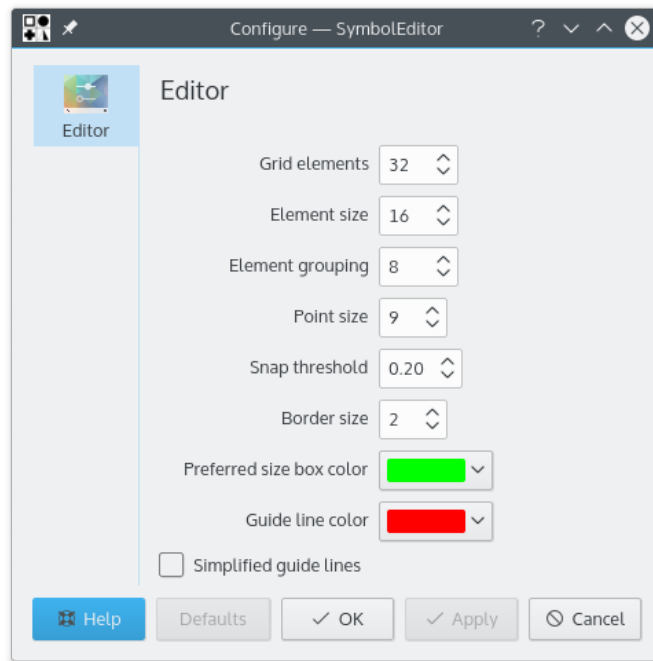 Configure — SymbolEditor
Editor
Editor
Grid elements 32
Element size 16
Element grouping 8
Point size 9
Snap threshold 0.20
Border size 2
Preferred size box color
Guide line color
Simplified guide lines
Help Defaults OK Apply Cancel